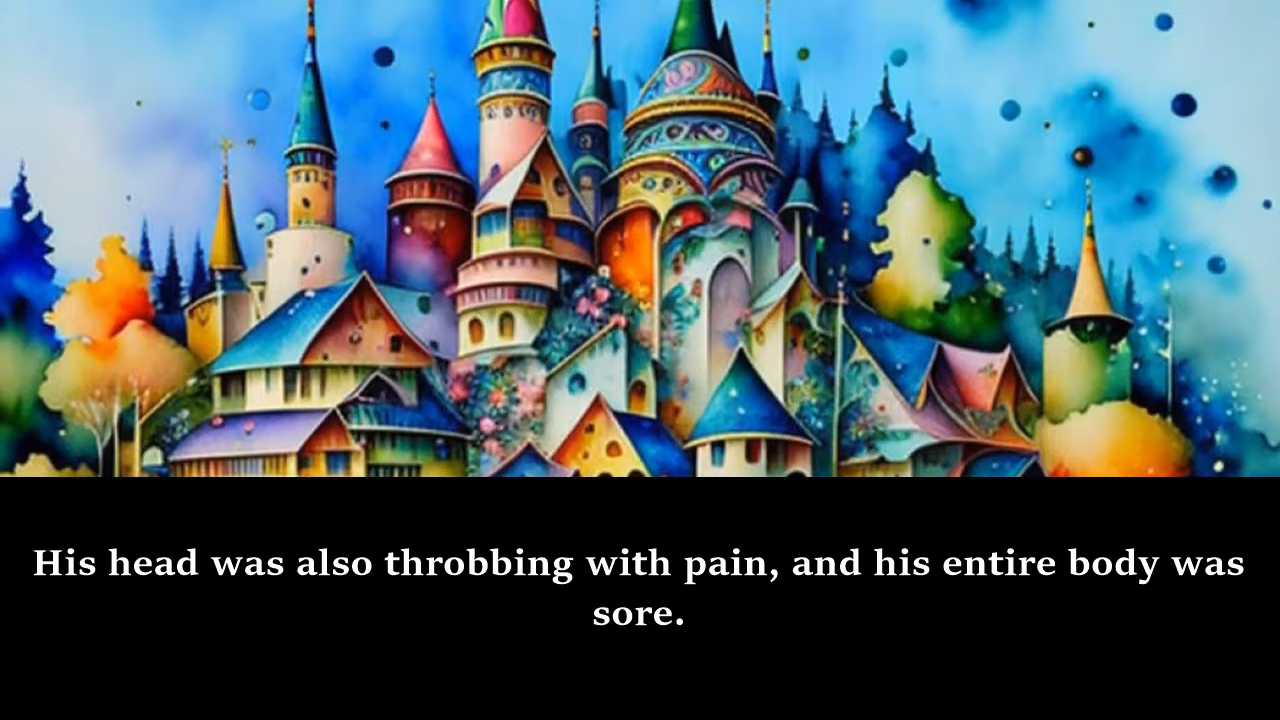 His head was also throbbing with pain, and his entire body was
sore.